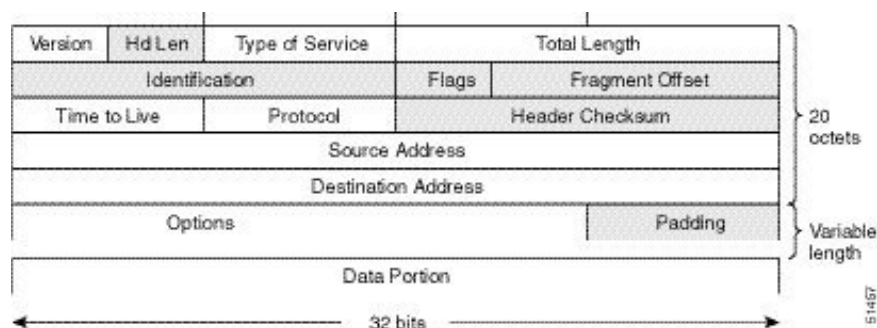 Version Hd Len Type of Service Total Length
Identification Flags Fragment Offset
Time to Live Protocol Header Checksum
20
octets
Source Address
Destination Address
Options Padding
Variable
length
Data Portion
32 bits
51457